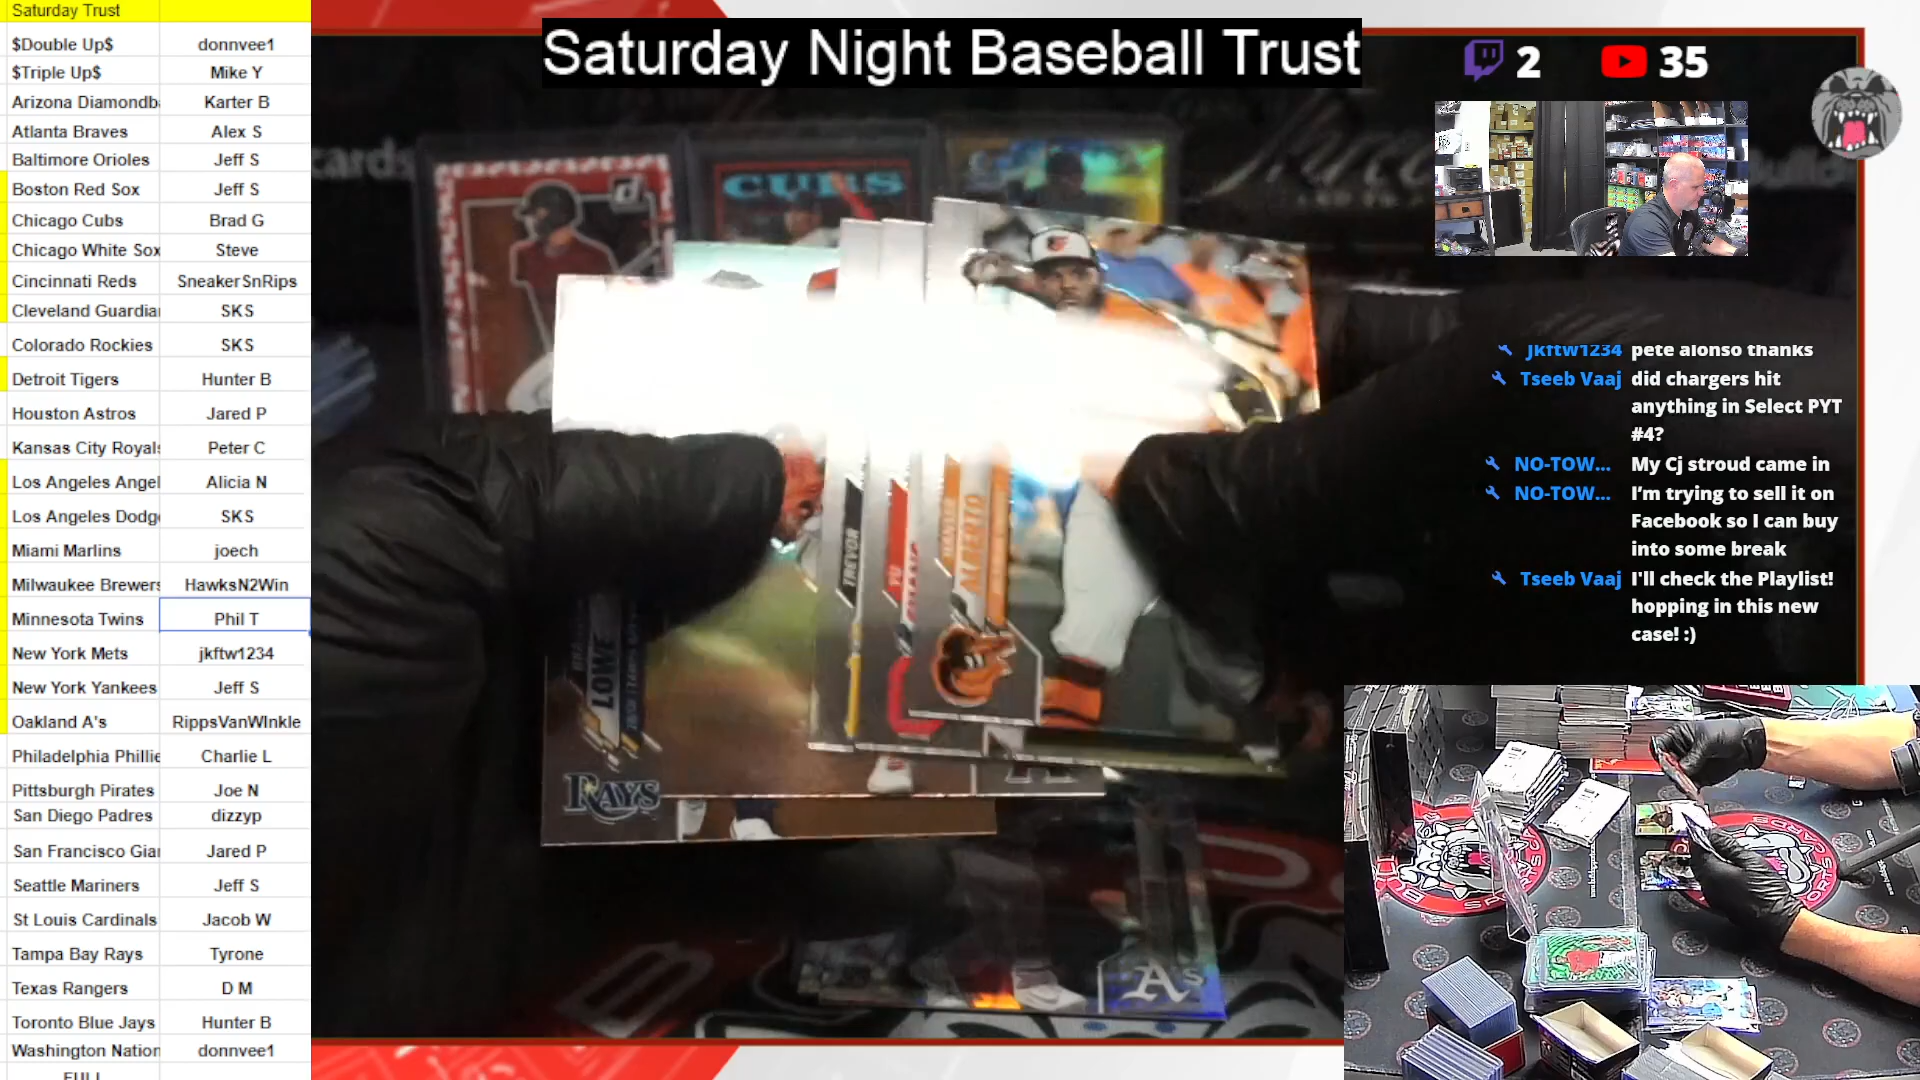 Saturday Trust
$Double Up$ donnvee1
$Triple Up$ Mike Y
Arizona Diamondb Karter B
Atlanta Braves Alex S
Baltimore Orioles Jeff S
Boston Red Sox Jeff S
Chicago Cubs Brad G
Chicago White Sox Steve
Cincinnati Reds SneakerSnRips
Cleveland Guardia SKS
Colorado Rockies SKS
Detroit Tigers Hunter B
Houston Astros Jared P
Kansas City Royals Peter C
Los Angeles Angel Alicia N
Los Angeles Dodg SKS
Miami Marlins joech
Milwaukee Brewers HawksN2Win
Minnesota Twins Phil T
New York Mets jkftw1234
New York Yankees Jeff S
Oakland A's RippsVanWInkle
Philadelphia Phillie Charlie L
Pittsburgh Pirates Joe N
San Diego Padres dizzyp
San Francisco Gia Jared P
Seattle Mariners Jeff S
St Louis Cardinals Jacob W
Tampa Bay Rays Tyrone
Texas Rangers D M
Toronto Blue Jays Hunter B
Washington Nation donnvee1
FULL
Saturday Night Baseball Trust
2 35
cards
CUBS
TREVOR
YU
HANSER
ALBERTO
LOWE
RAYS
A's
jkftw1234 pete alonso thanks
Tseeb Vaaj did chargers hit
anything in Select PYT
#4?
NO-TOW... My Cj stroud came in
NO-TOW... I'm trying to sell it on
Facebook so I can buy
into some break
Tseeb Vaaj I'll check the Playlist!
hopping in this new
case! :)